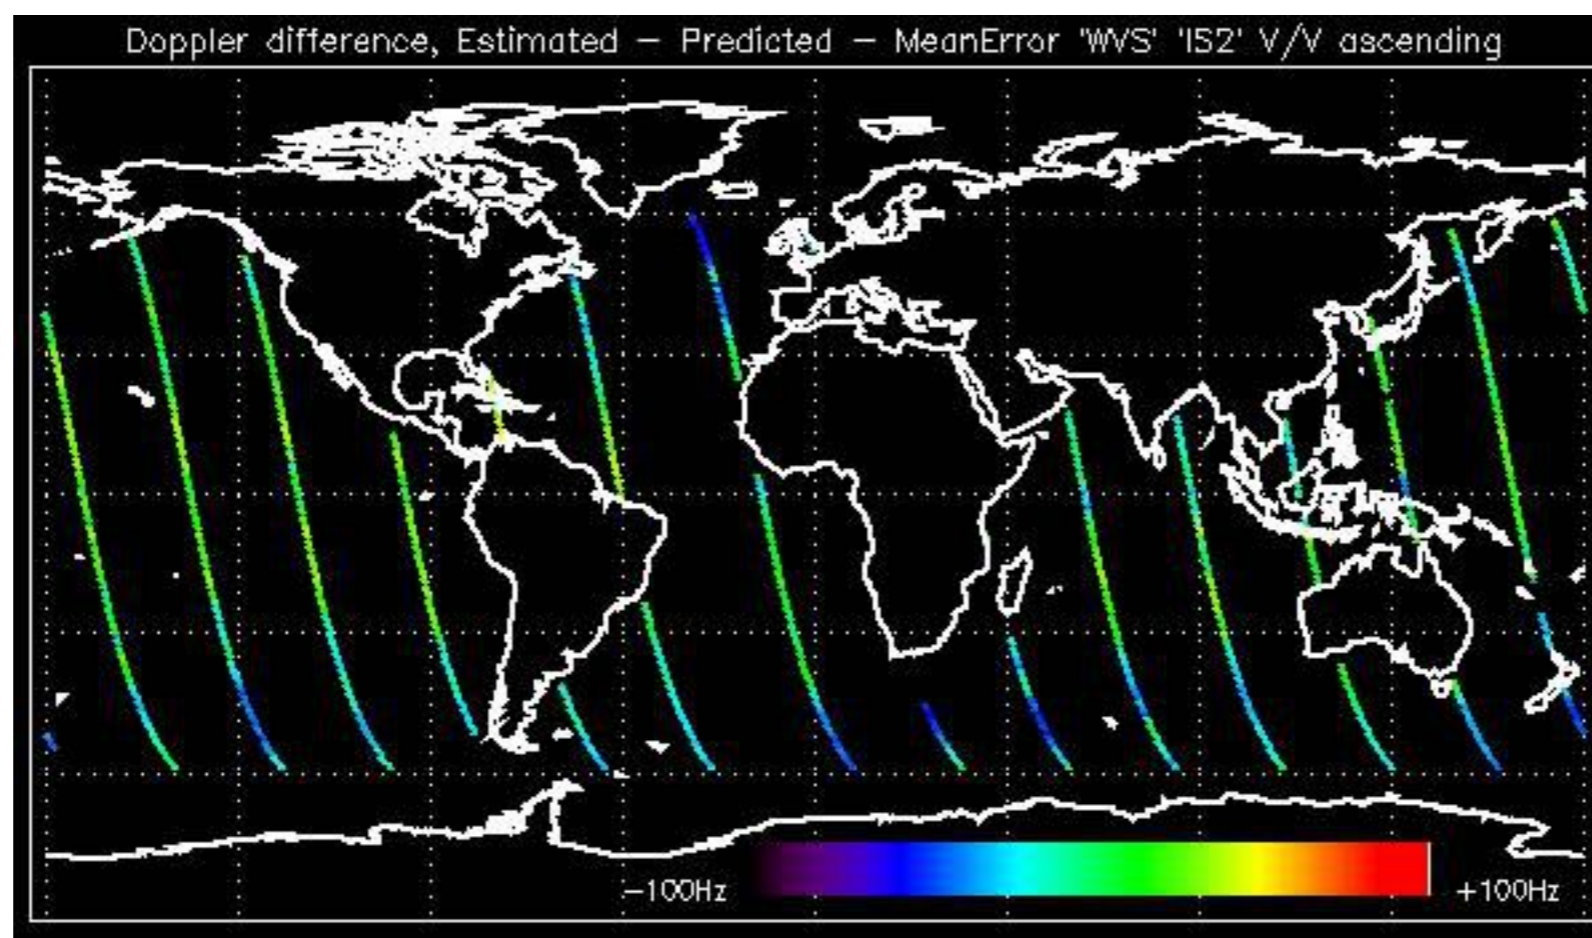 Doppler difference, Estimated – Predicted – MeanError 'WVS' 'IS2' V/V ascending
–100Hz +100Hz